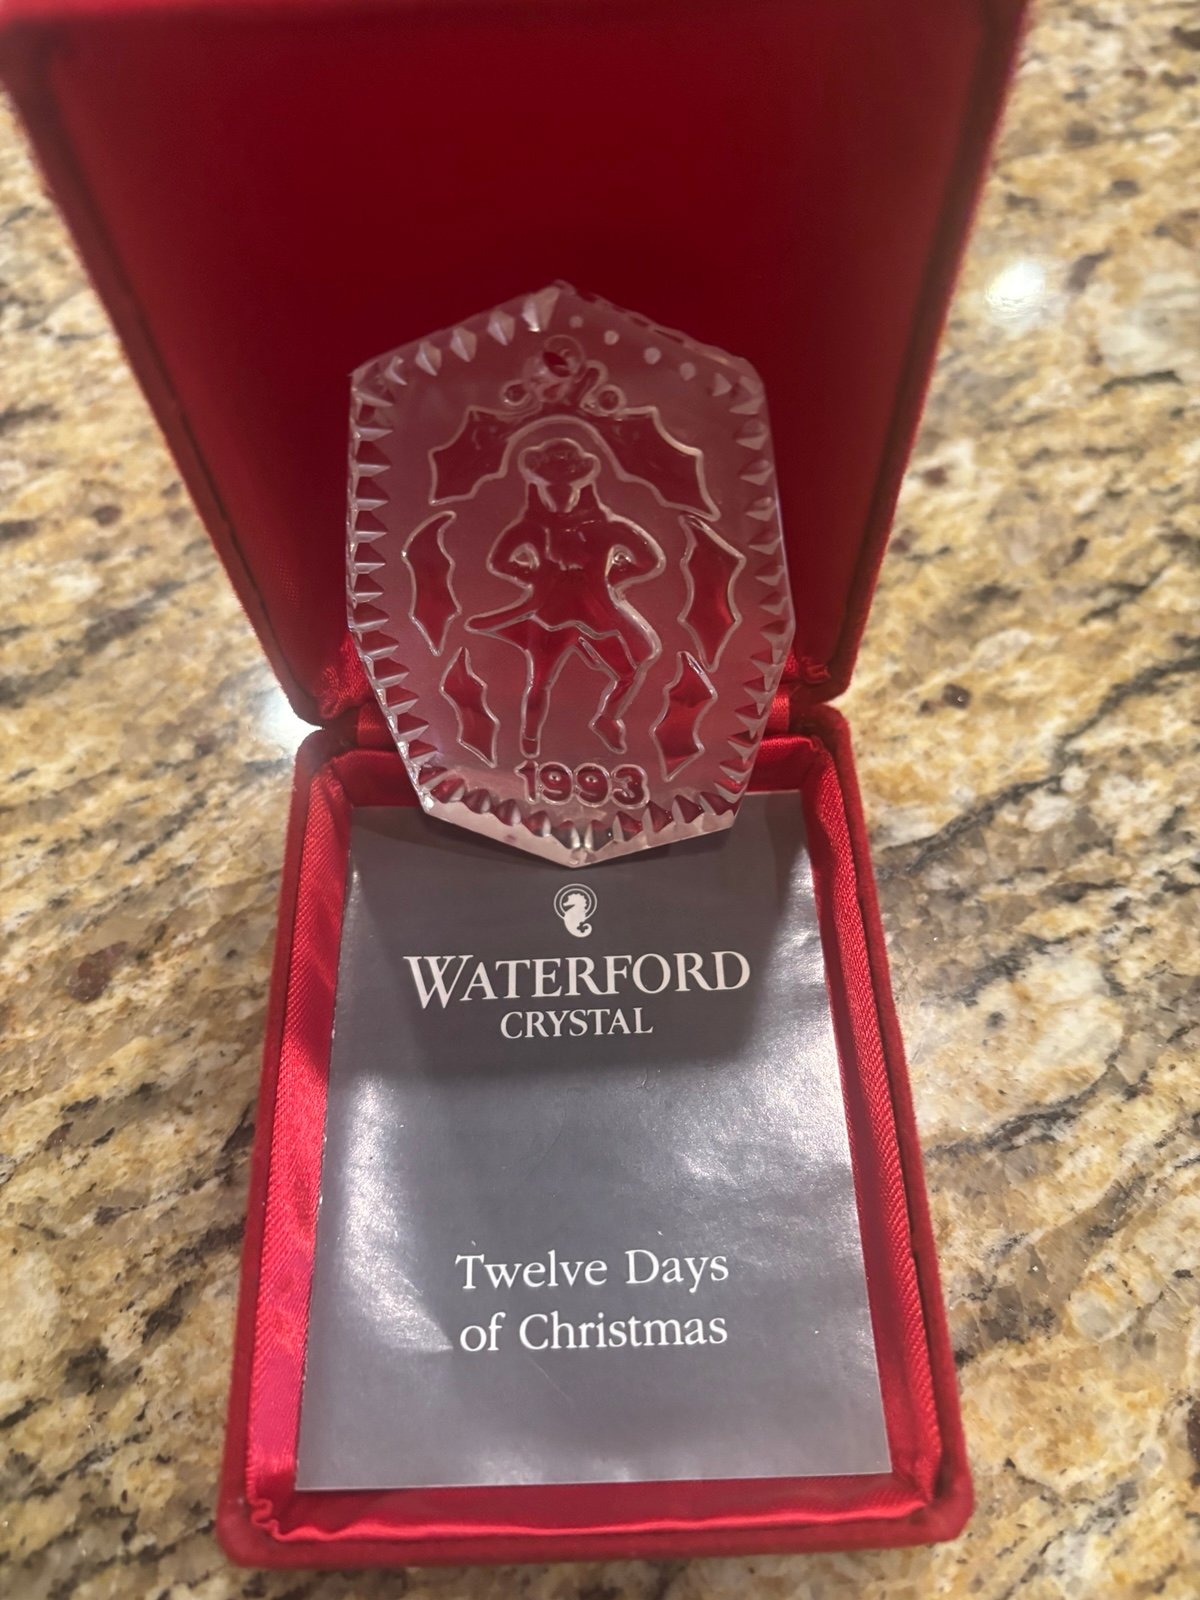 1993
WATERFORD
CRYSTAL
Twelve Days
of Christmas